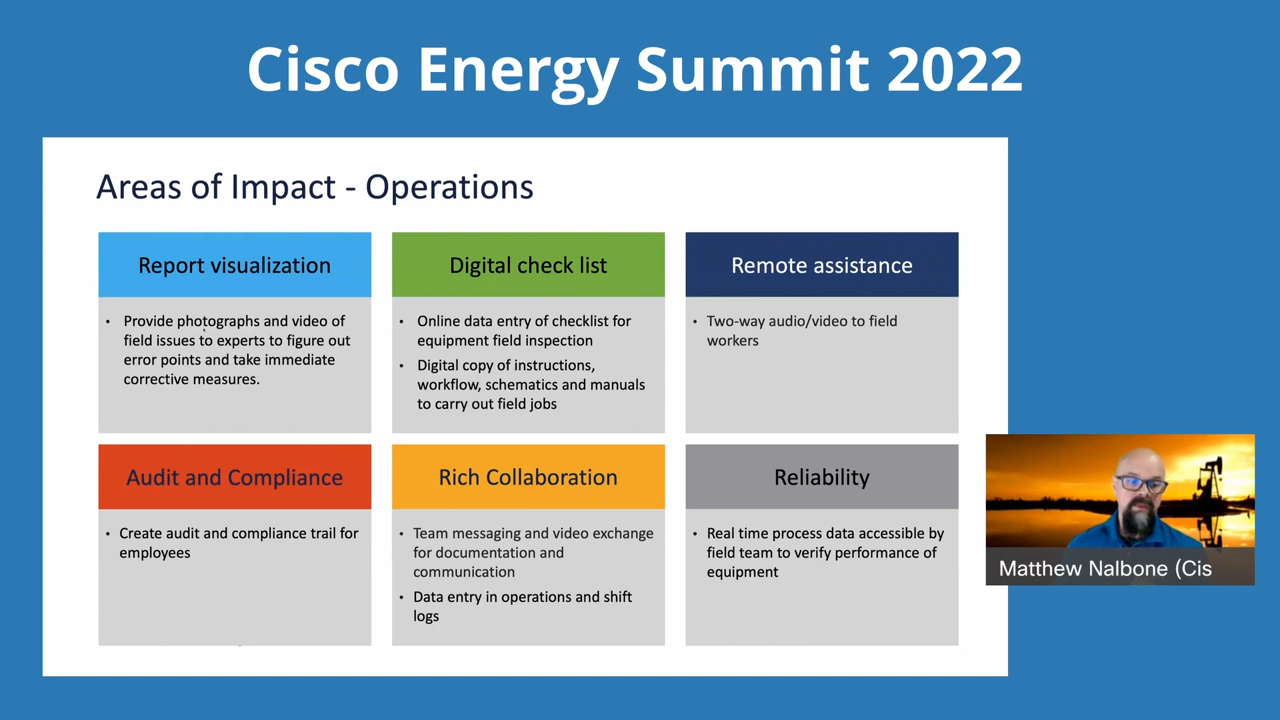 Cisco Energy Summit 2022
Areas of Impact - Operations
Report visualization
• Provide photographs and video of
field issues to experts to figure out
error points and take immediate
corrective measures.
Digital check list
• Online data entry of checklist for
equipment field inspection
• Digital copy of instructions,
workflow, schematics and manuals
to carry out field jobs
Remote assistance
• Two-way audio/video to field
workers
Audit and Compliance
• Create audit and compliance trail for
employees
Rich Collaboration
• Team messaging and video exchange
for documentation and
communication
• Data entry in operations and shift
logs
Reliability
• Real time process data accessible by
field team to verify performance of
equipment
Matthew Nalbone (Cis